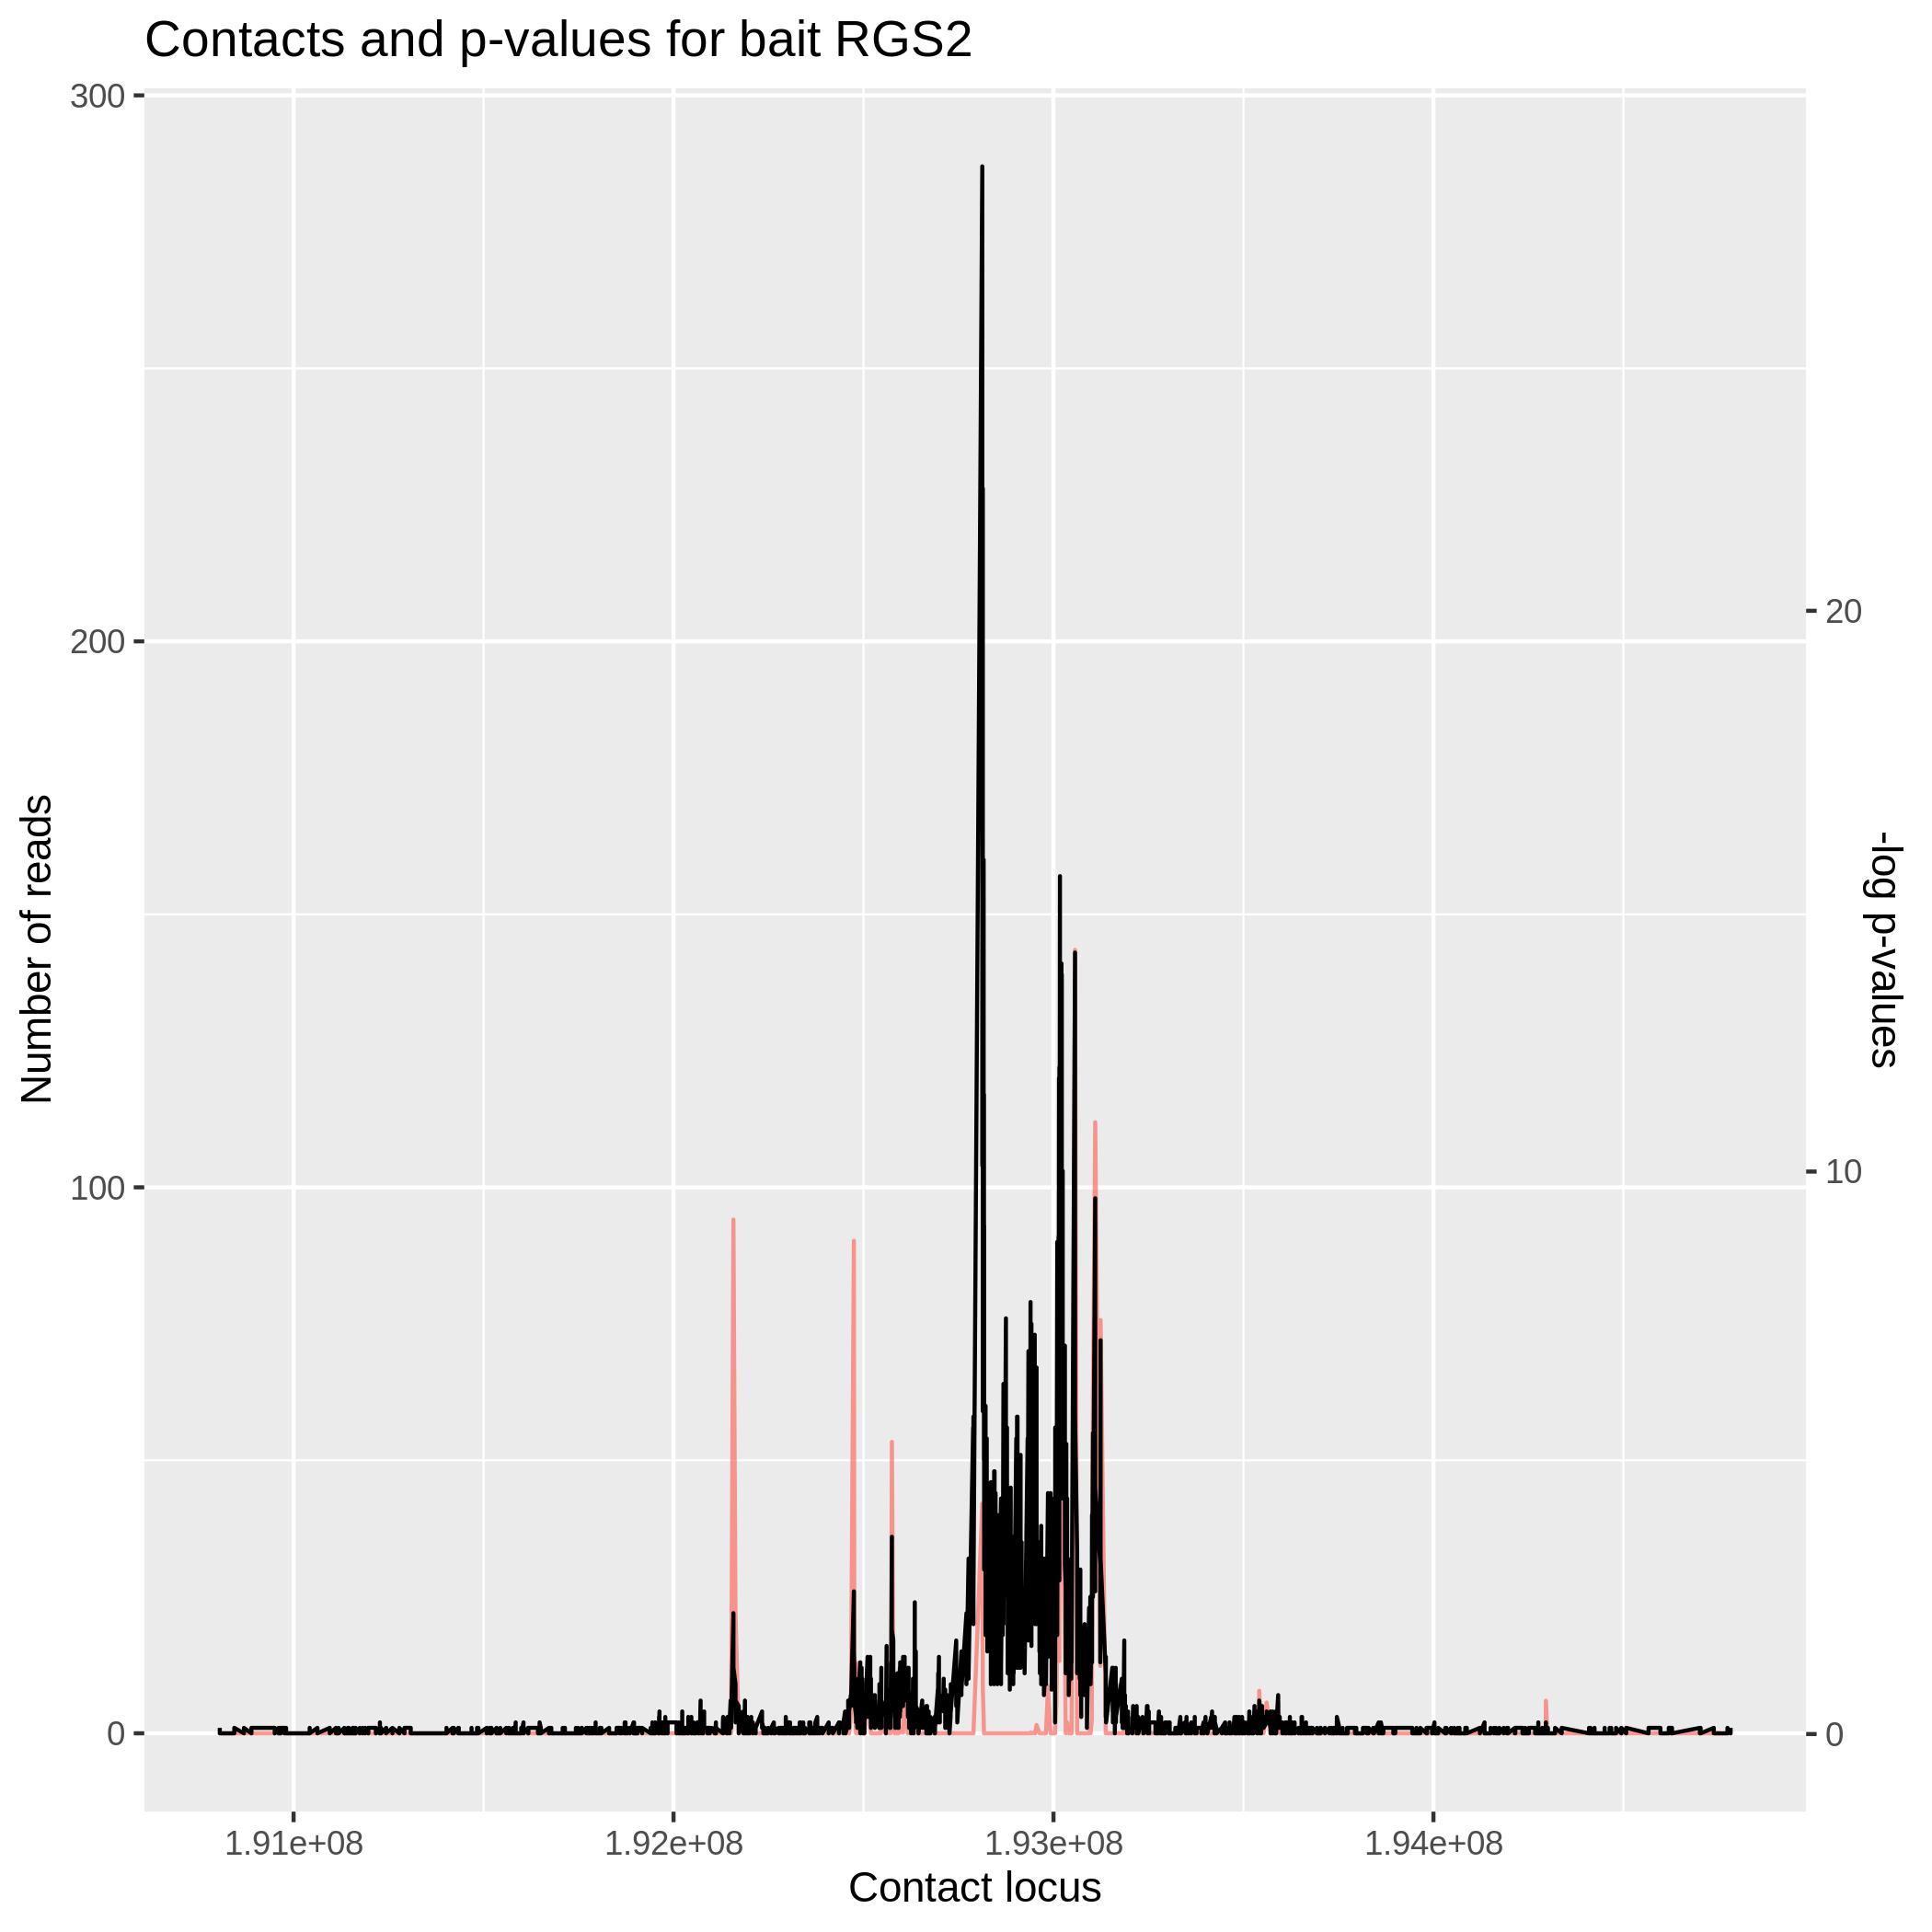 Contacts and p-values for bait RGS2
300
200
100
0
Number of reads
20
10
0
-log p-values
1.91e+08 1.92e+08 1.93e+08 1.94e+08
Contact locus